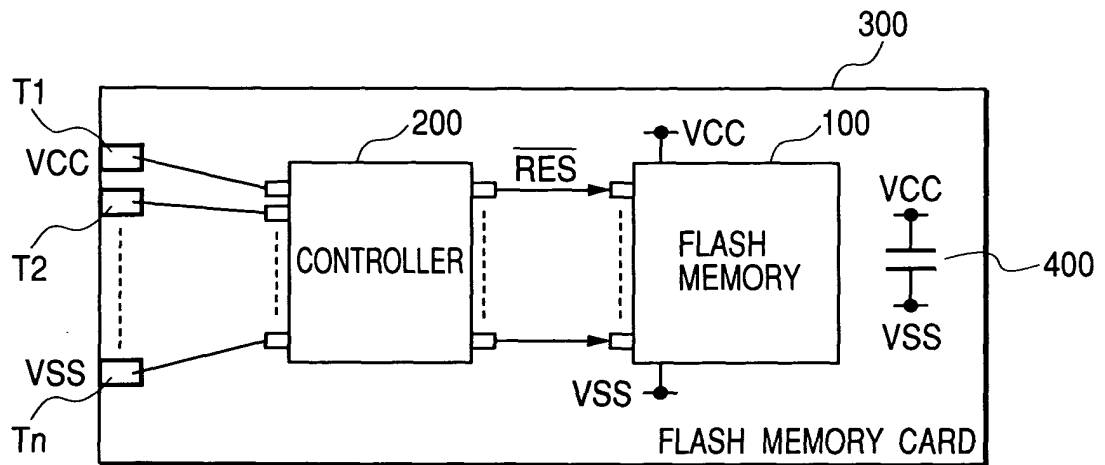 300
T1
200
100
VCC
RES
VCC
T2
VCC
CONTROLLER
FLASH
MEMORY
400
VSS
VSS
VSS
Tn
FLASH MEMORY CARD